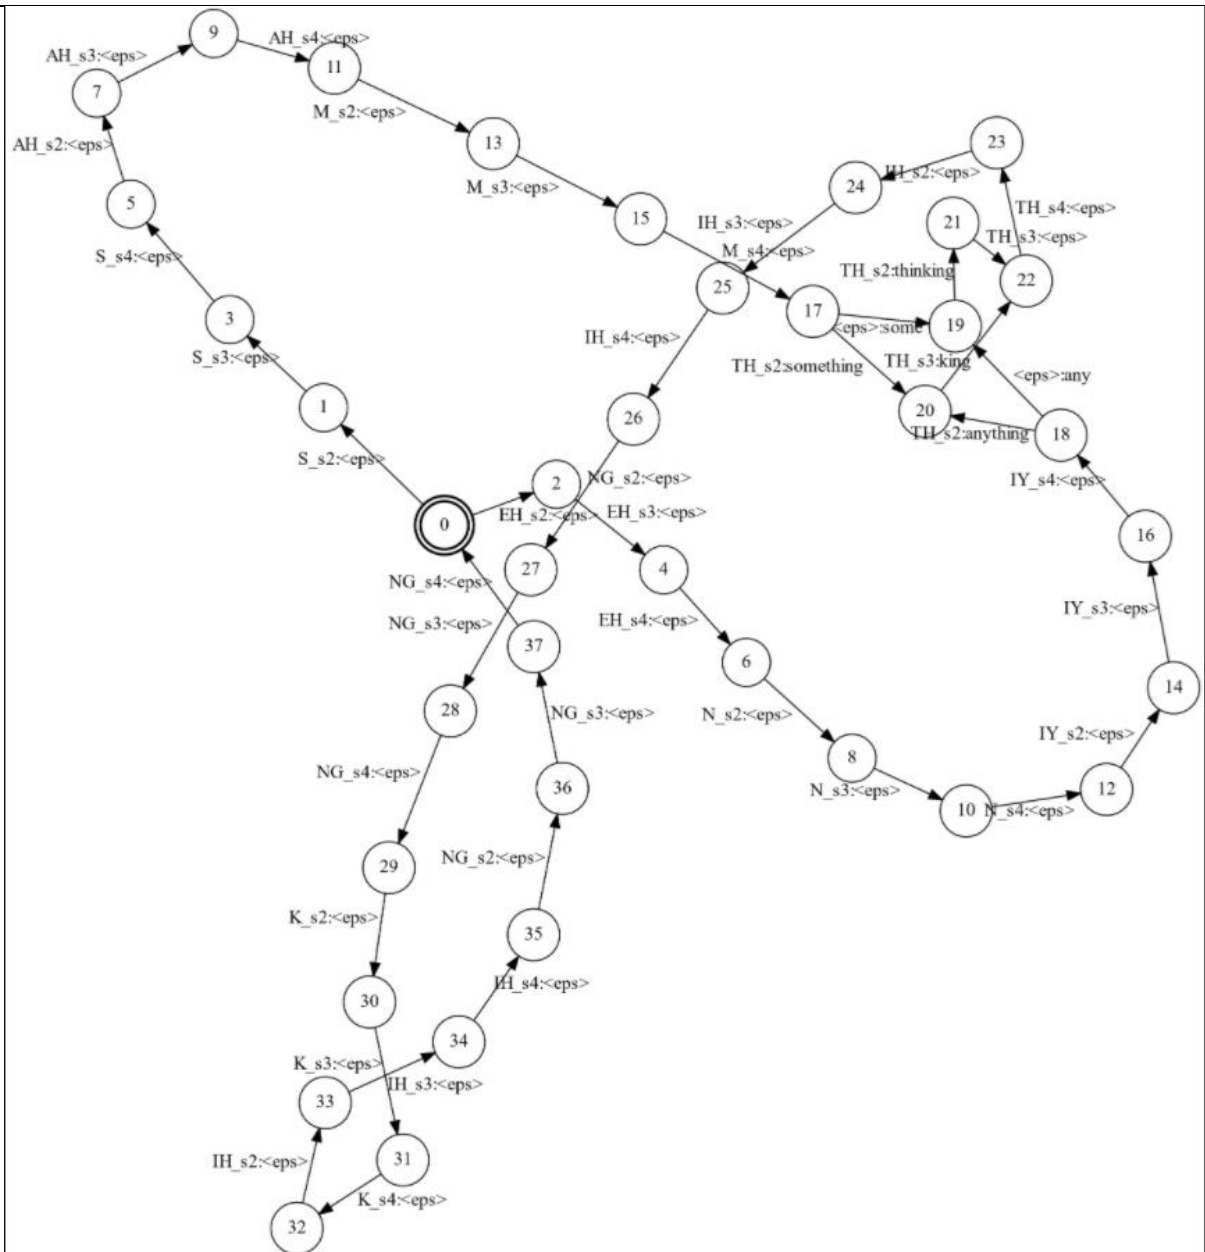 9
AH_s3:<eps>
AH_s4:<eps>
11
7
M_s2:<eps>
AH_s2:<eps>
13
23
M_s3:<eps>
IH_s2:<eps>
24
5
15
TH_s4:<eps>
21
IH_s3:<eps>
TH_s3:<eps>
S_s4:<eps>
M_s4:<eps>
TH_s2:thinking
22
25
17
3
19
<eps>:some
IH_s4:<eps>
S_s3:<eps>
TH_s2:something
TH_s3:king
<eps>:any
1
20
26
TH_s2:anything
18
S_s2:<eps>
2
NG_s2:<eps>
IY_s4:<eps>
0
EH_s2:<eps>
EH_s3:<eps>
16
27
4
NG_s4:<eps>
IY_s3:<eps>
NG_s3:<eps>
EH_s4:<eps>
37
6
14
28
NG_s3:<eps>
N_s2:<eps>
IY_s2:<eps>
8
NG_s4:<eps>
36
N_s3:<eps>
12
10
N_s4:<eps>
NG_s2:<eps>
29
K_s2:<eps>
35
IH_s4:<eps>
30
34
K_s3:<eps>
IH_s3:<eps>
33
IH_s2:<eps>
31
K_s4:<eps>
32